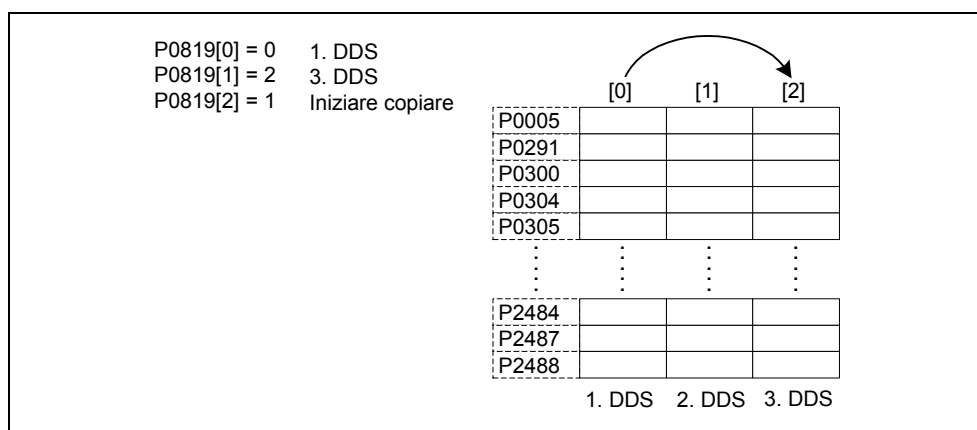 P0819[0] = 0 1. DDS
P0819[1] = 2 3. DDS
P0819[2] = 1 Iniziare copiare
[0] [1] [2]
P0005
P0291
P0300
P0304
P0305
P2484
P2487
P2488
1. DDS 2. DDS 3. DDS